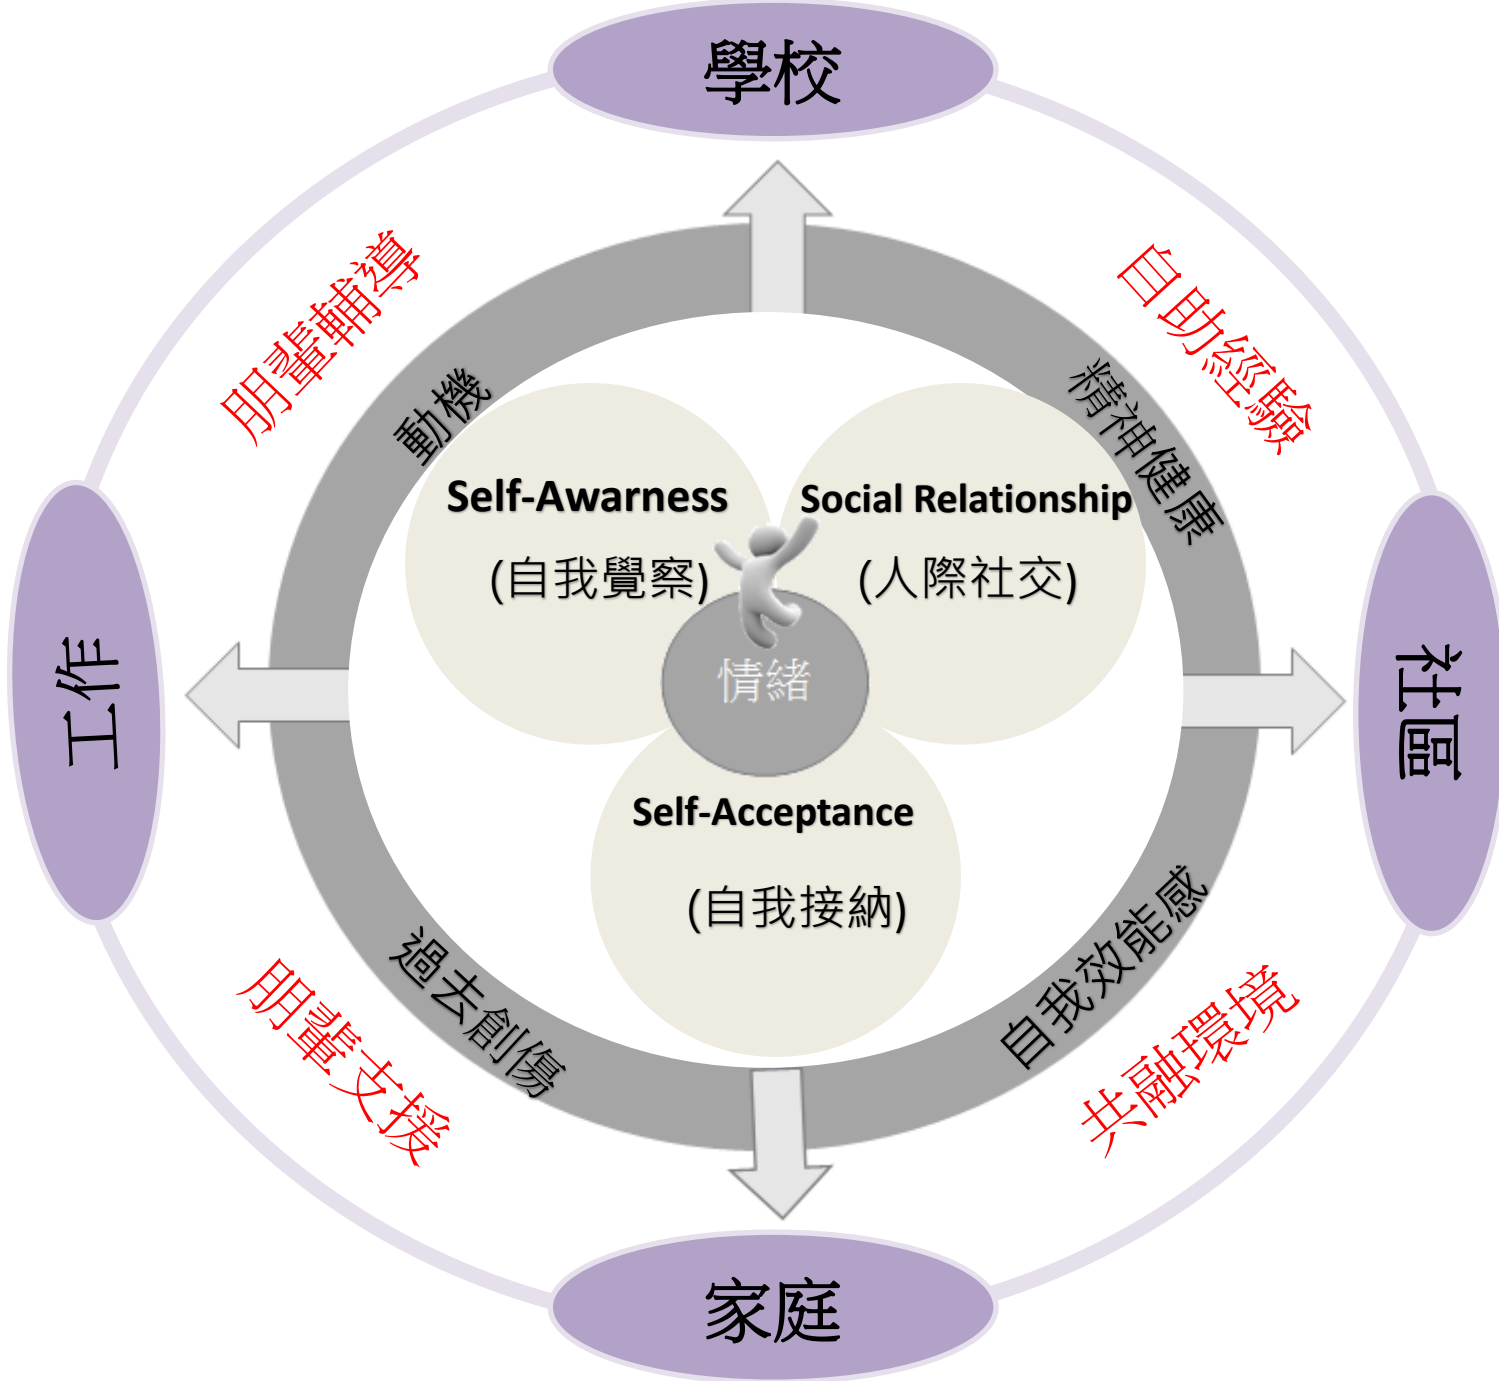 學校
朋輩輔導
自助經驗
動機
精神健康
Self-Awarness
(自我覺察)
Social Relationship
(人際社交)
情緒
工作
社區
Self-Acceptance
(自我接納)
過去創傷
自我效能感
朋輩支援
共融環境
家庭